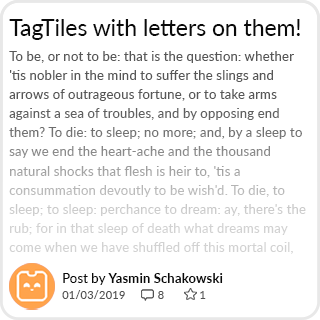 TagTiles with letters on them!
To be, or not to be: that is the question: whether
'tis nobler in the mind to suffer the slings and
arrows of outrageous fortune, or to take arms
against a sea of troubles, and by opposing end
them? To die: to sleep; no more; and, by a sleep to
say we end the heart-ache and the thousand
natural shocks that flesh is heir to, 'tis a
consummation devoutly to be wish'd. To die, to
sleep; to sleep: perchance to dream: ay, there's the
rub; for in that sleep of death what dreams may
come when we have shuffled off this mortal coil,
Post by Yasmin Schakowski
01/03/2019 8 1